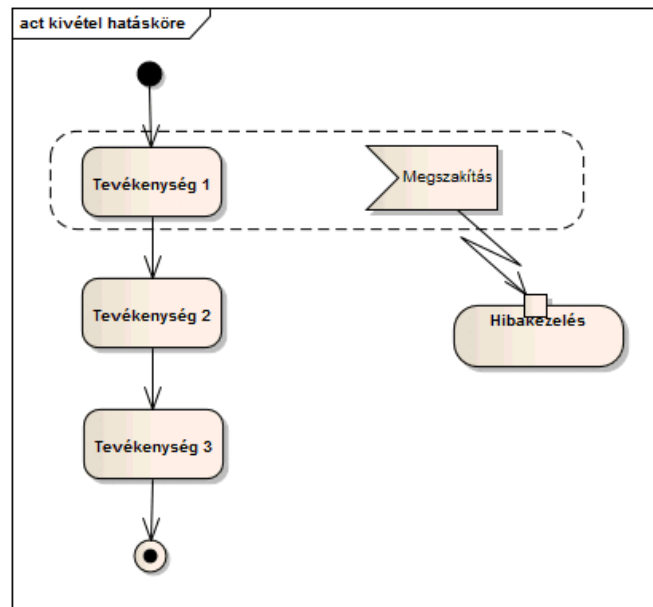 act kivétel hatásköre
Tevékenység 1
Megszakítás
Tevékenység 2
Hibakezelés
Tevékenység 3